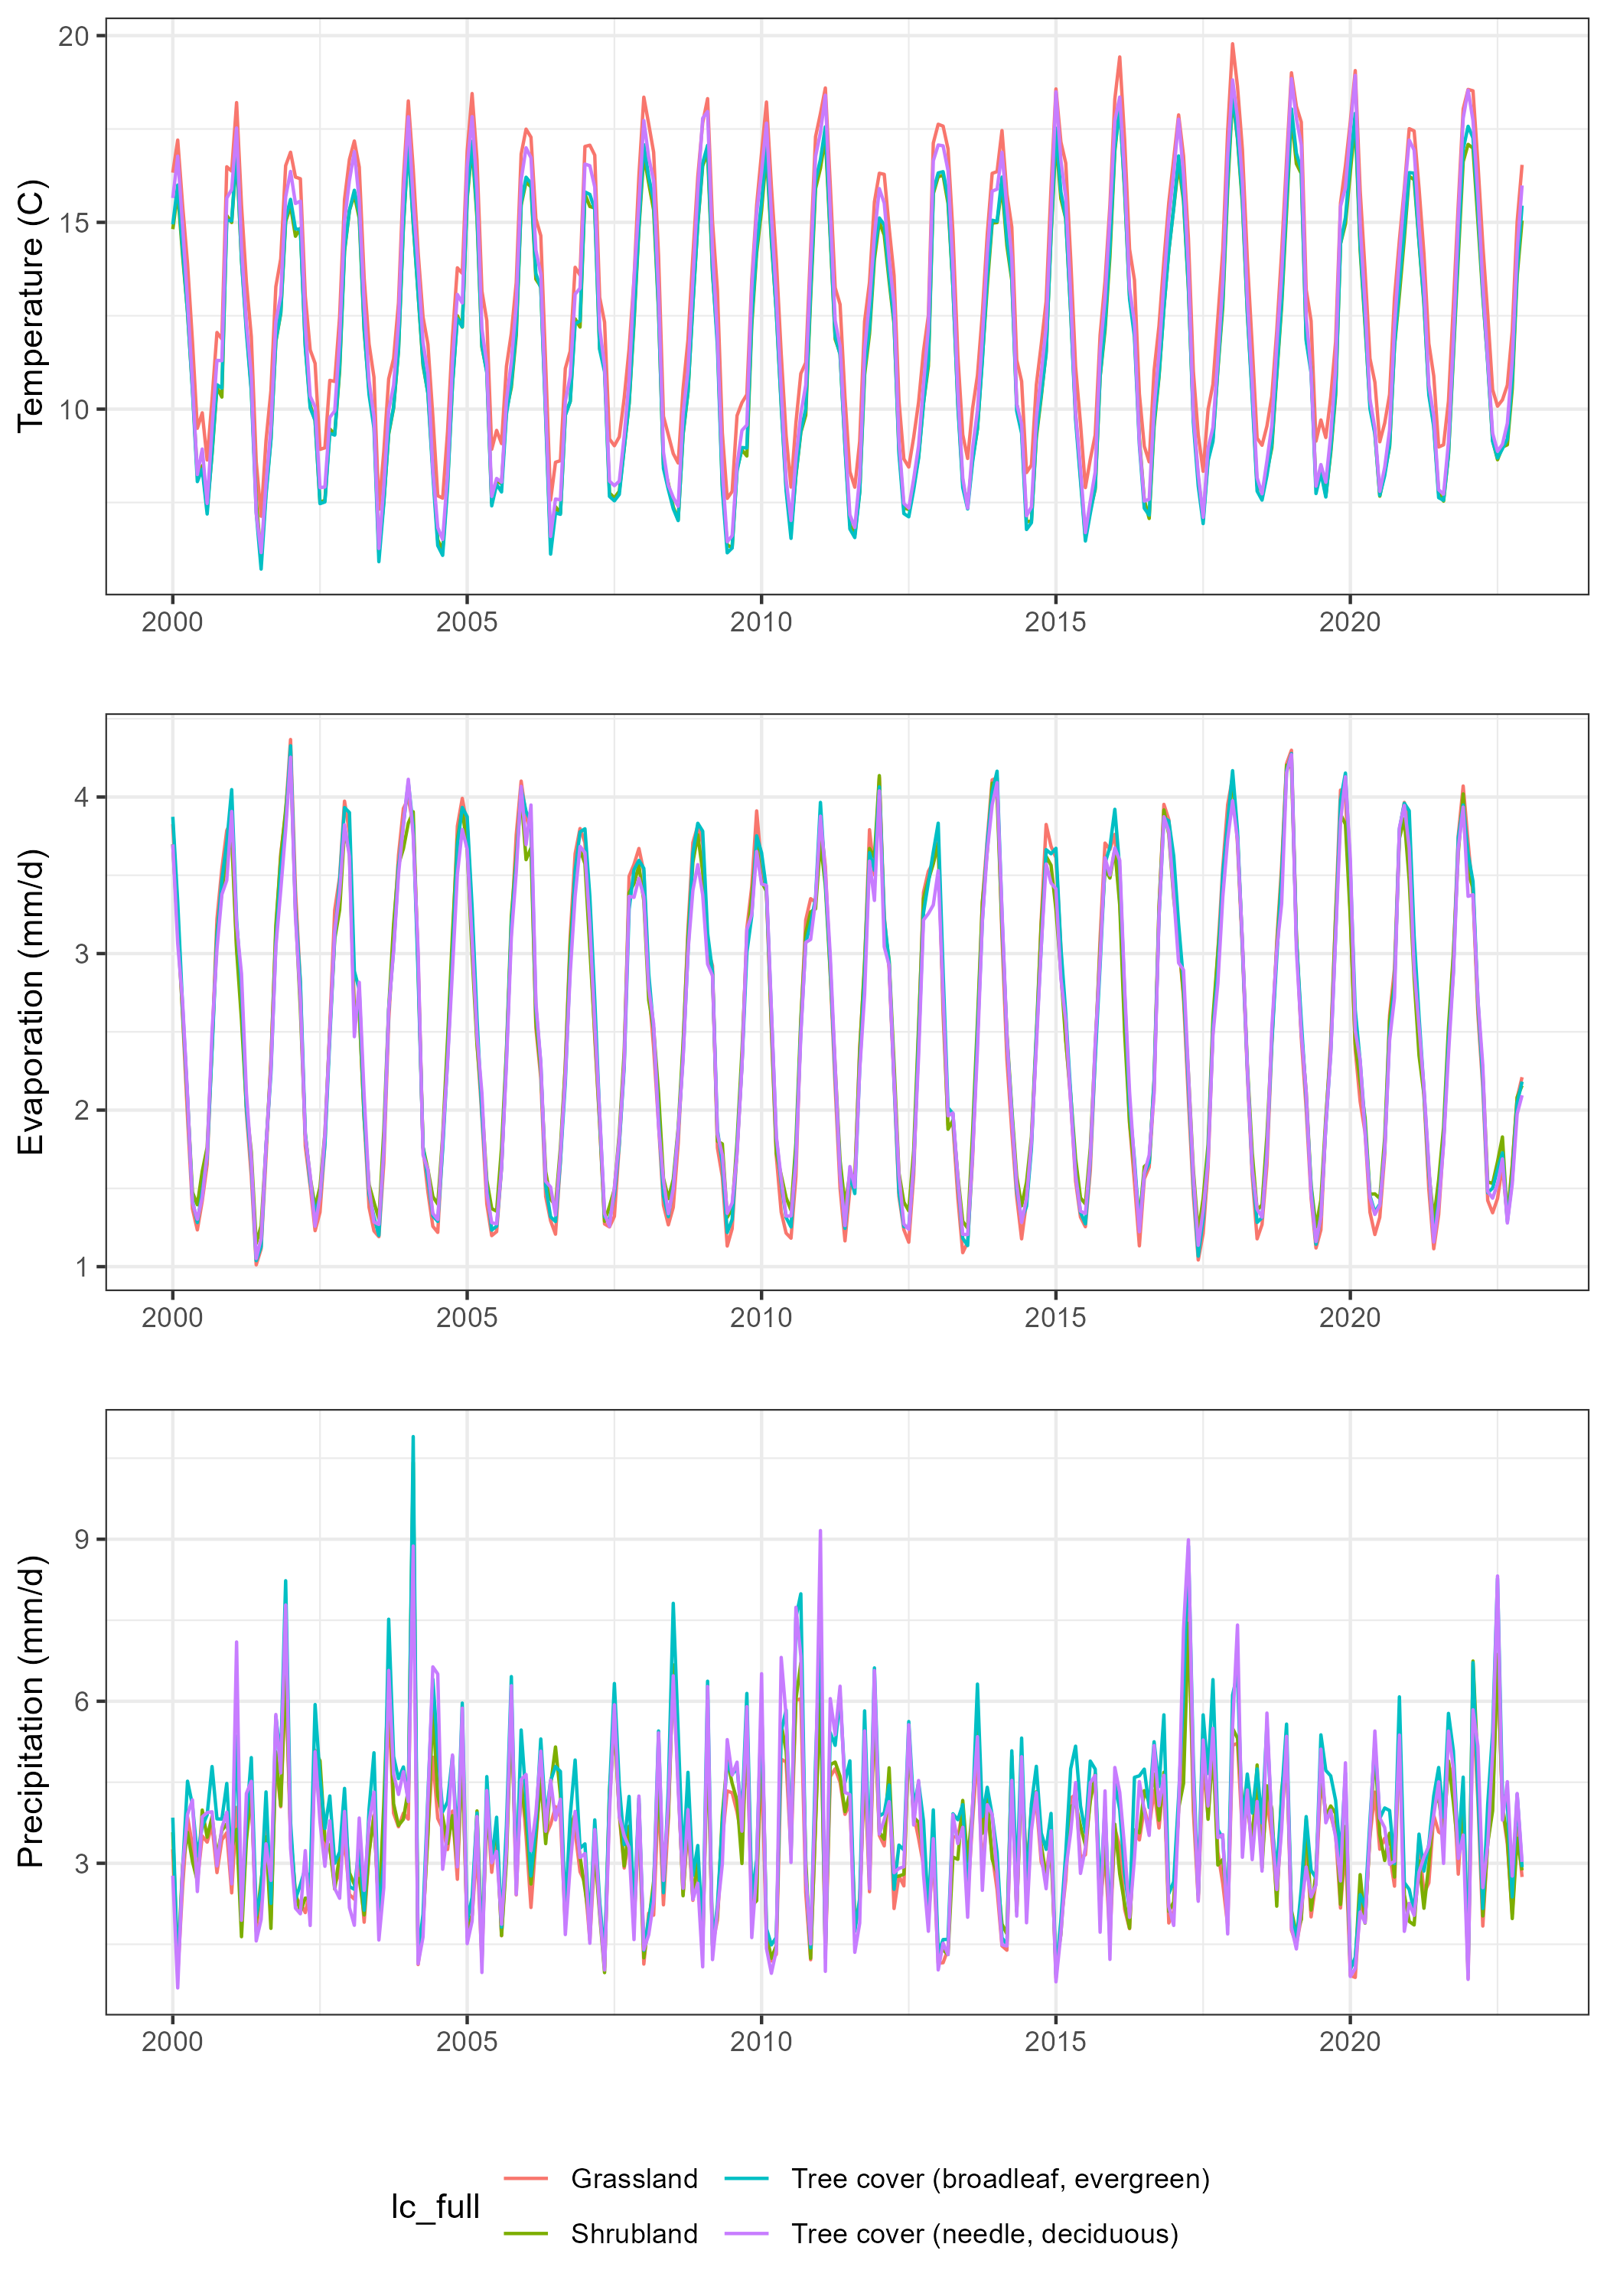 Temperature (C)
20
15
10
2000 2005 2010 2015 2020
Evaporation (mm/d)
4
3
2
1
2000 2005 2010 2015 2020
Precipitation (mm/d)
9
6
3
2000 2005 2010 2015 2020
lc_full
Grassland Tree cover (broadleaf, evergreen)
Shrubland Tree cover (needle, deciduous)